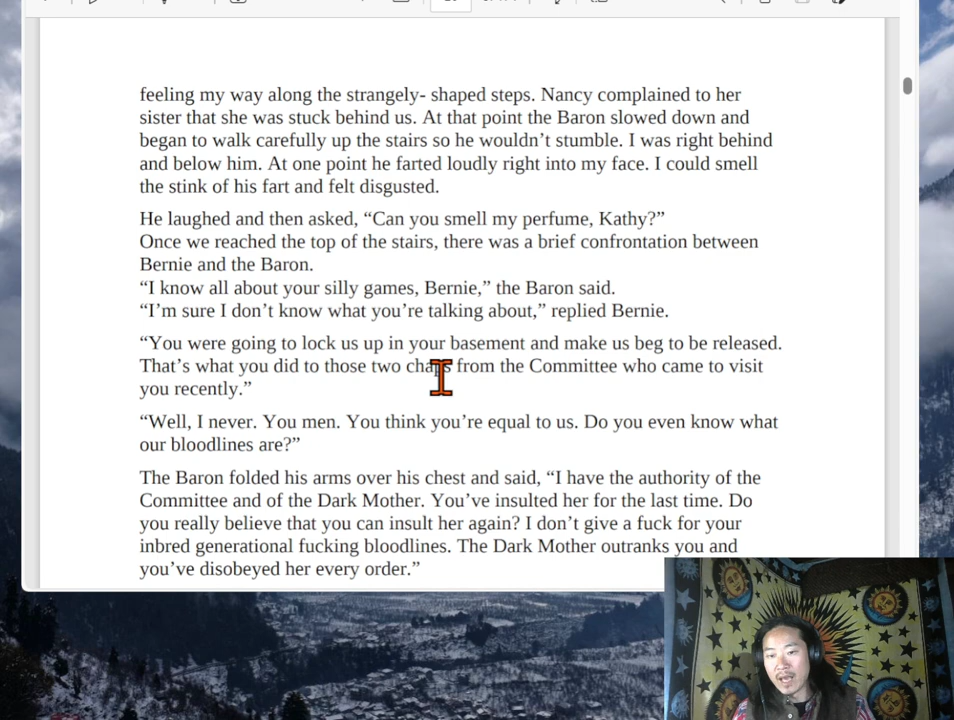 feeling my way along the strangely- shaped steps. Nancy complained to her
sister that she was stuck behind us. At that point the Baron slowed down and
began to walk carefully up the stairs so he wouldn’t stumble. I was right behind
and below him. At one point he farted loudly right into my face. I could smell
the stink of his fart and felt disgusted.
He laughed and then asked, “Can you smell my perfume, Kathy?”
Once we reached the top of the stairs, there was a brief confrontation between
Bernie and the Baron.
“I know all about your silly games, Bernie,” the Baron said.
“I’m sure I don’t know what you’re talking about,” replied Bernie.
“You were going to lock us up in your basement and make us beg to be released.
That’s what you did to those two chaps from the Committee who came to visit
you recently.”
“Well, I never. You men. You think you’re equal to us. Do you even know what
our bloodlines are?”
The Baron folded his arms over his chest and said, “I have the authority of the
Committee and of the Dark Mother. You’ve insulted her for the last time. Do
you really believe that you can insult her again? I don’t give a fuck for your
inbred generational fucking bloodlines. The Dark Mother outranks you and
you’ve disobeyed her every order.”